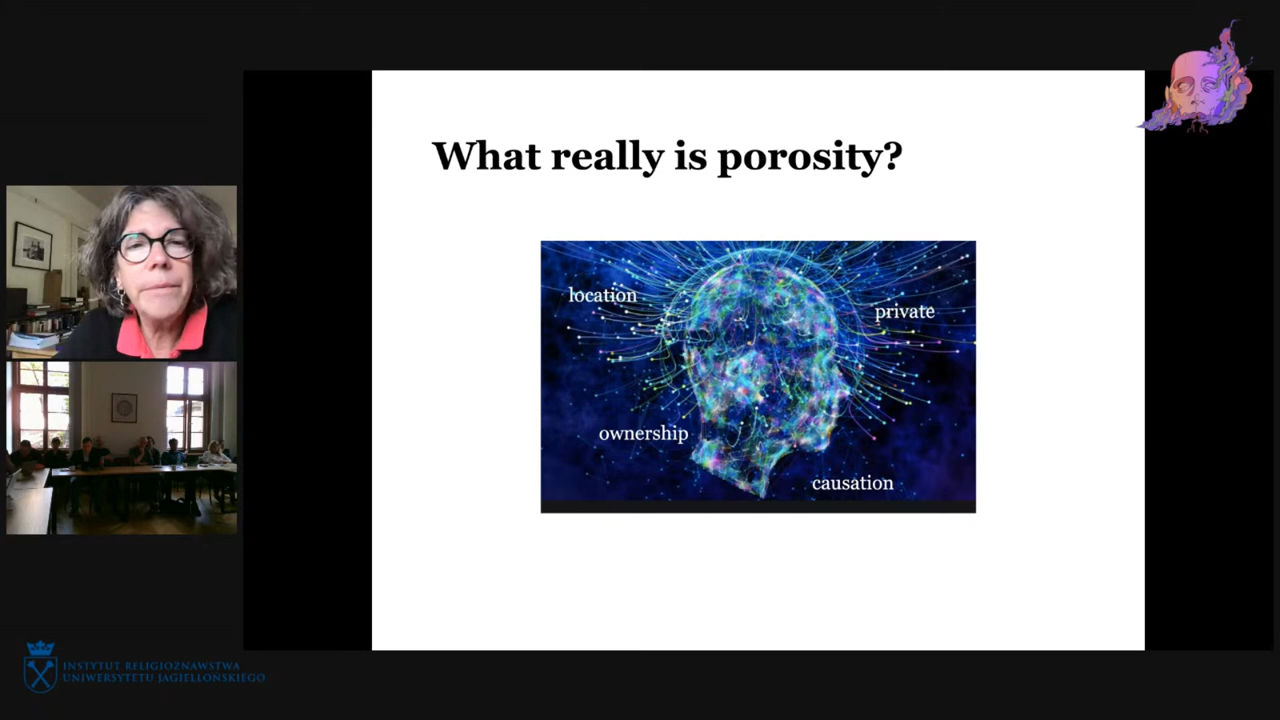 What really is porosity?
location
private
ownership
causation
INSTYTUT RELIGIOZNAWSTWA
UNIWERSYTETU JAGIELLOŃSKIEGO